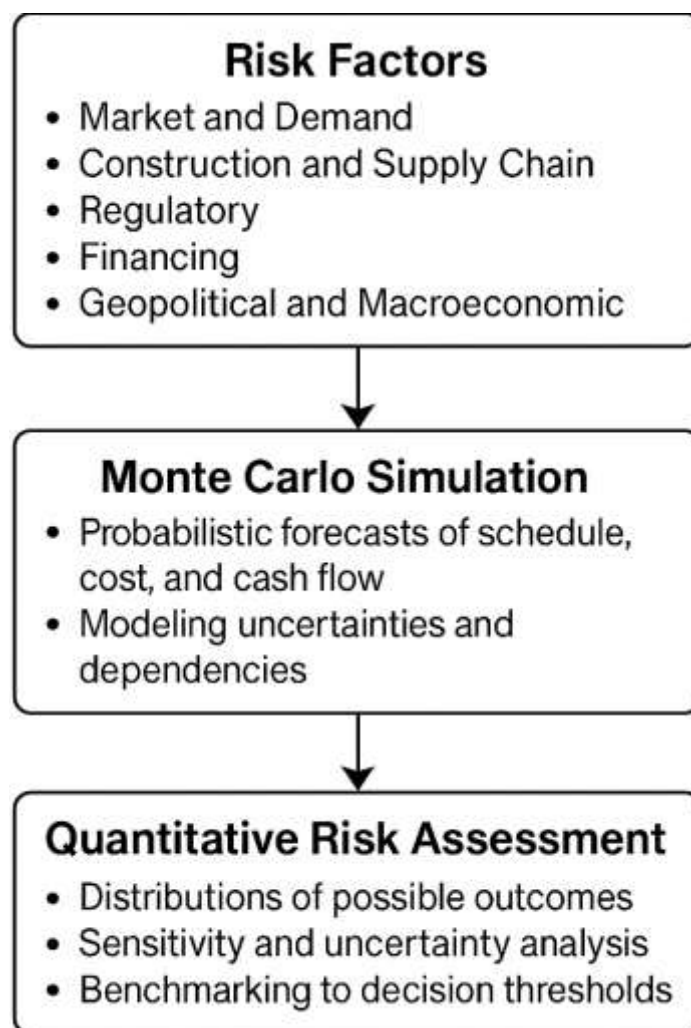 Risk Factors
• Market and Demand
• Construction and Supply Chain
• Regulatory
• Financing
• Geopolitical and Macroeconomic
Monte Carlo Simulation
• Probabilistic forecasts of schedule,
cost, and cash flow
• Modeling uncertainties and
dependencies
Quantitative Risk Assessment
• Distributions of possible outcomes
• Sensitivity and uncertainty analysis
• Benchmarking to decision thresholds